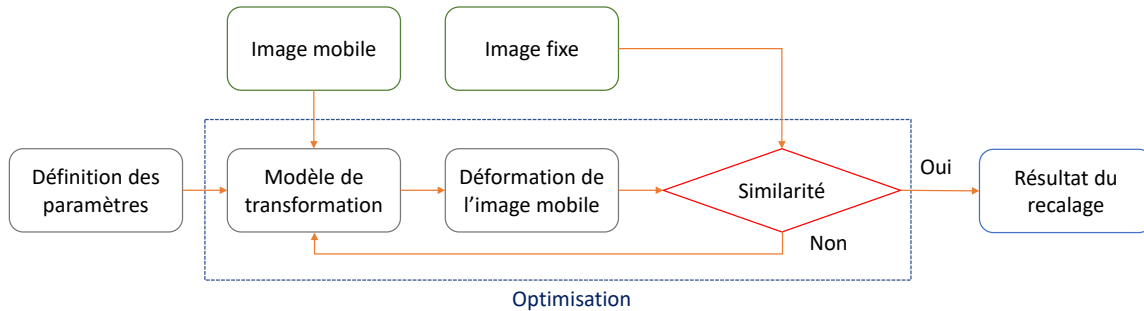 Image mobile
Image fixe
Définition des
paramètres
Modèle de
transformation
Déformation de
l’image mobile
Similarité
Oui
Résultat du
recalage
Non
Optimisation